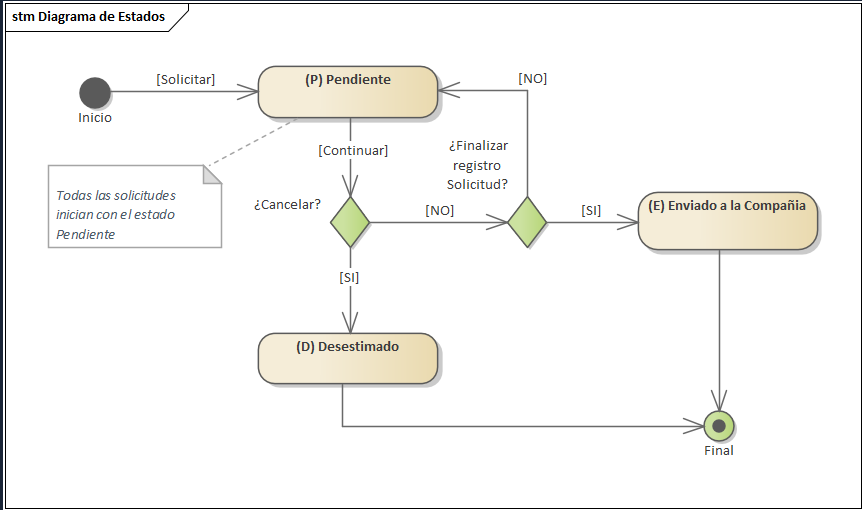 stm Diagrama de Estados
[Solicitar]
(P) Pendiente
[NO]
Inicio
[Continuar]
¿Finalizar
registro
Solicitud?
Todas las solicitudes
inician con el estado
Pendiente
¿Cancelar?
[NO]
[SI]
(E) Enviado a la Compañia
[SI]
(D) Desestimado
Final